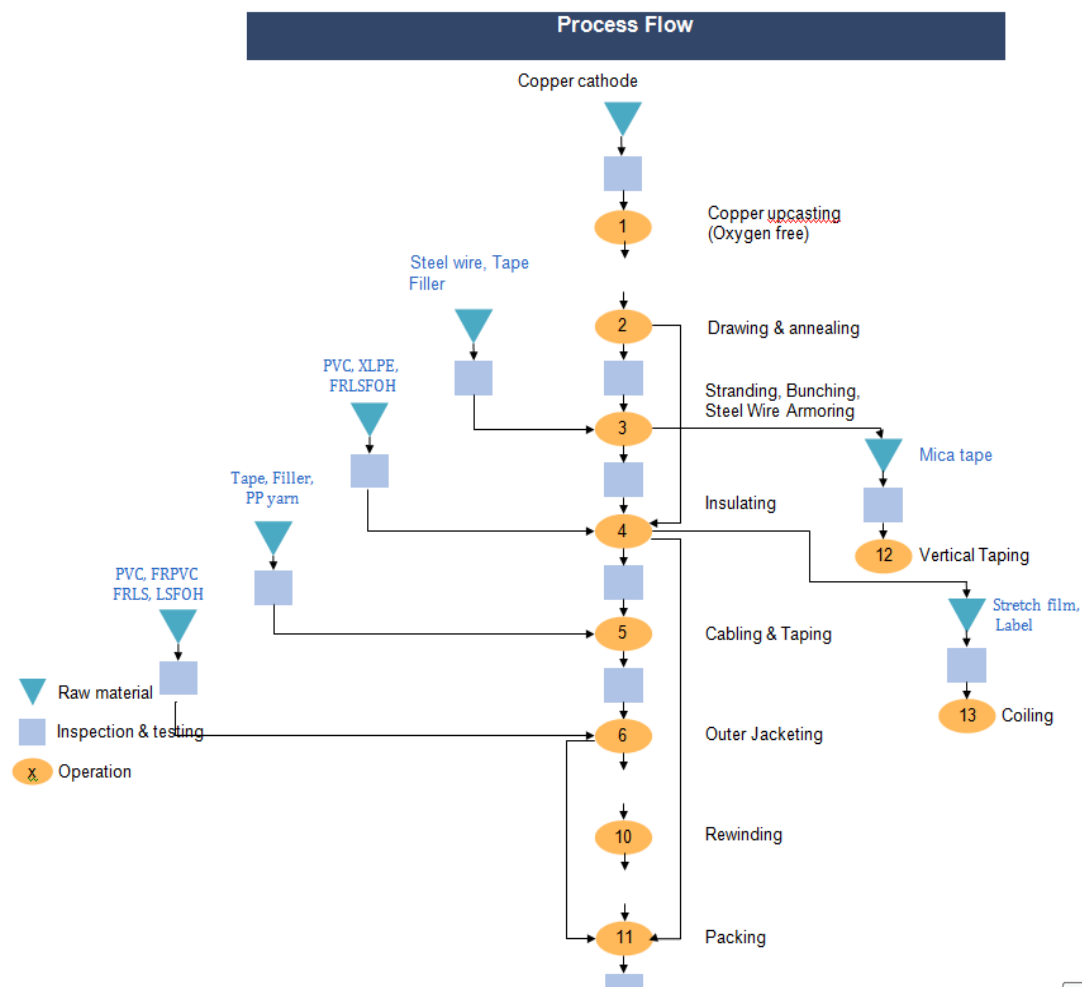 Process Flow
Copper cathode
1
Copper upcasting
(Oxygen free)
Steel wire, Tape
Filler
2
Drawing & annealing
PVC, XLPE,
FRLSFOH
Stranding, Bunching,
Steel Wire Armoring
3
Mica tape
Tape, Filler,
PP yarn
Insulating
4
12
Vertical Taping
PVC, FRPVC
FRLS, LSFOH
Stretch film,
Label
5
Cabling & Taping
Raw material
13
Coiling
Inspection & testing
6
Outer Jacketing
x
Operation
10
Rewinding
11
Packing